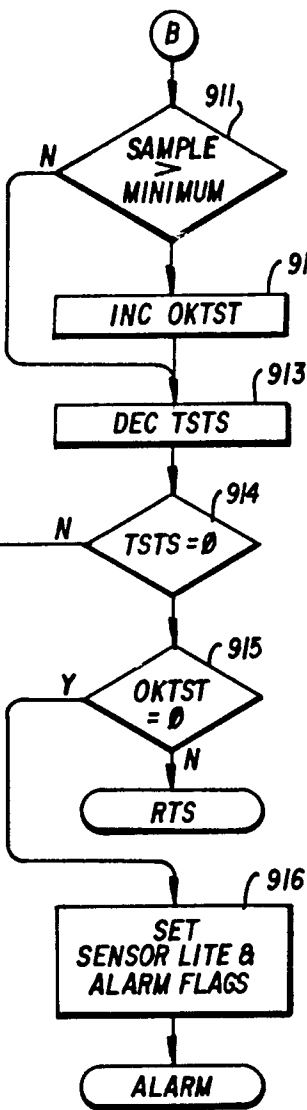 B
911
N
SAMPLE
>
MINIMUM
INC OKTST
913
DEC TSTS
914
N
TSTS = Ø
915
Y
OKTST
= Ø
N
RTS
916
SET
SENSOR LITE &
ALARM FLAGS
ALARM